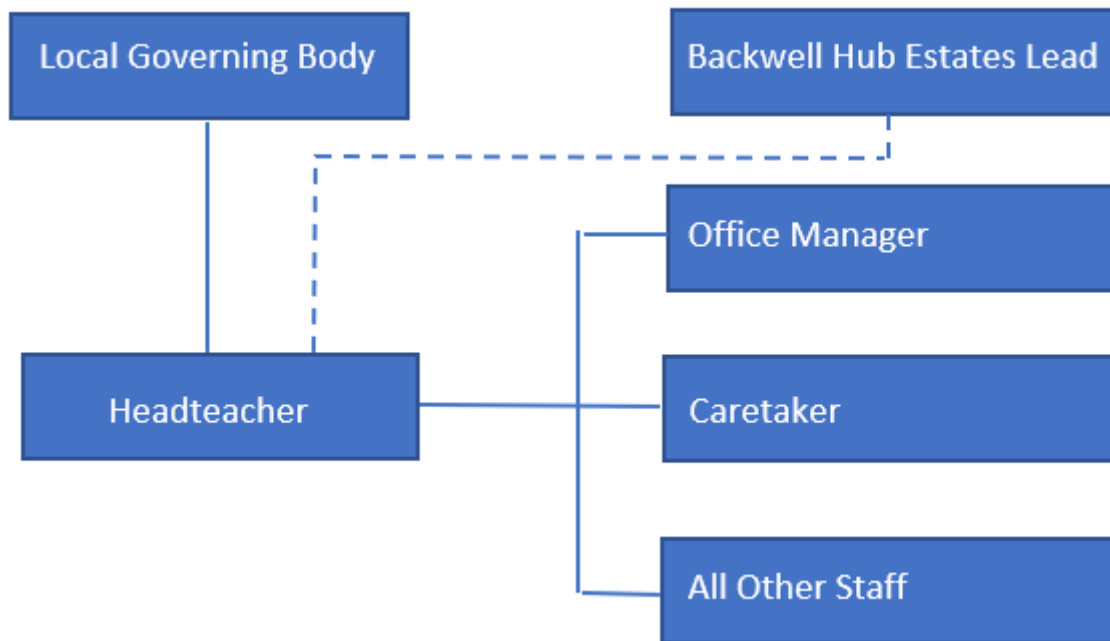 Local Governing Body
Backwell Hub Estates Lead
Office Manager
Headteacher
Caretaker
All Other Staff